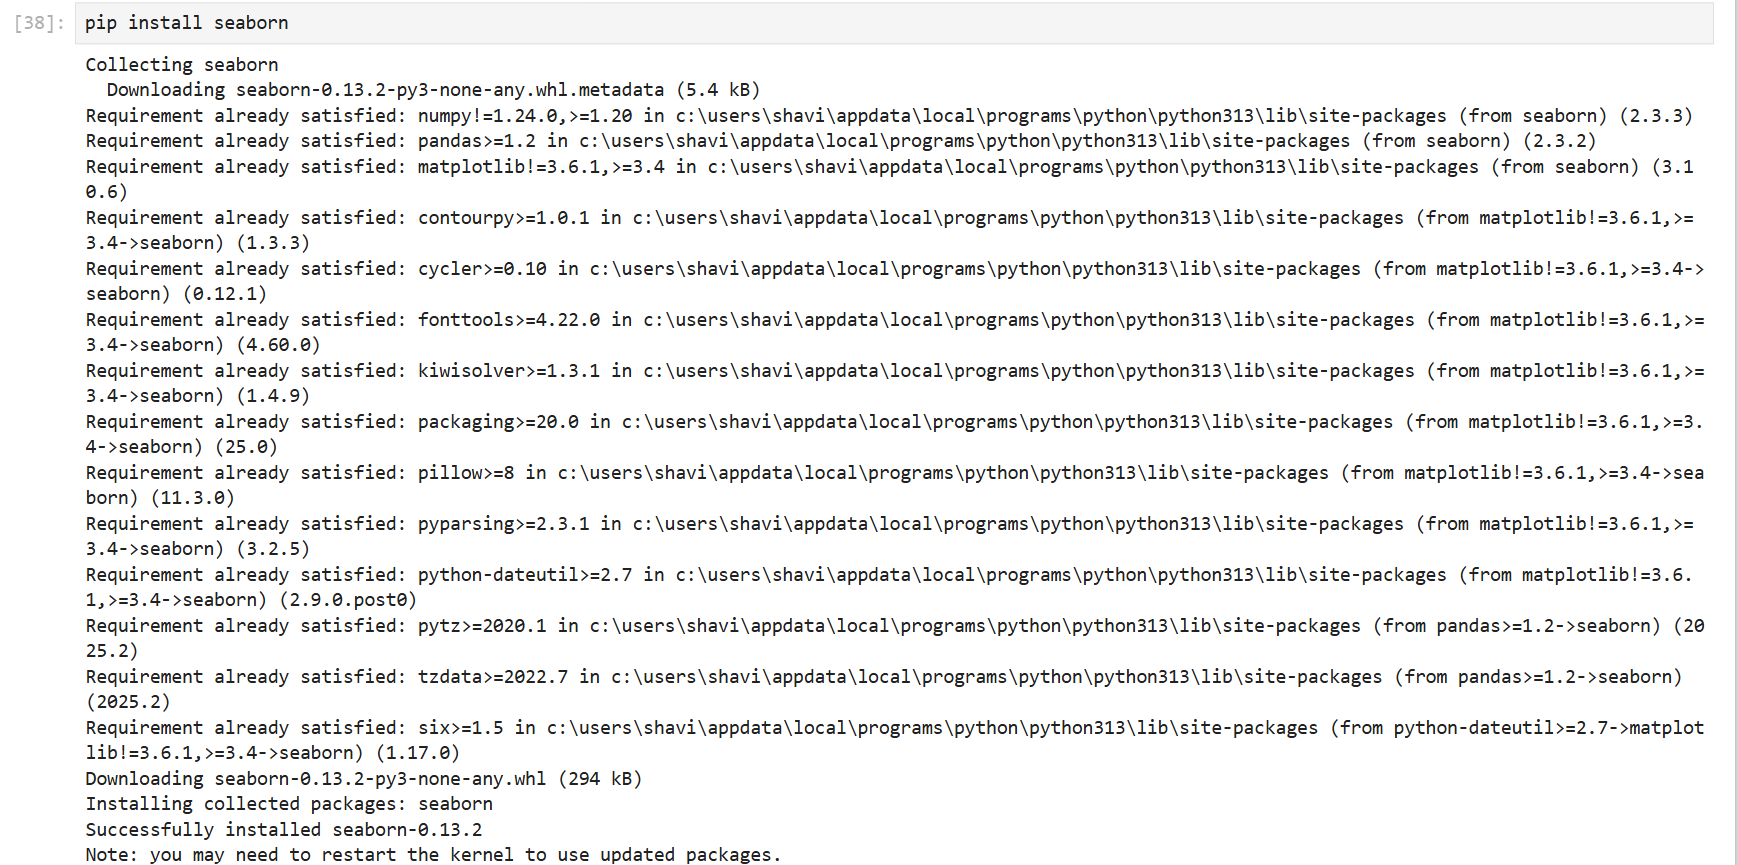 [38]: pip install seaborn
Collecting seaborn
  Downloading seaborn-0.13.2-py3-none-any.whl.metadata (5.4 kB)
Requirement already satisfied: numpy!=1.24.0,>=1.20 in c:\users\shavi\appdata\local\programs\python\python313\lib\site-packages (from seaborn) (2.3.3)
Requirement already satisfied: pandas>=1.2 in c:\users\shavi\appdata\local\programs\python\python313\lib\site-packages (from seaborn) (2.3.2)
Requirement already satisfied: matplotlib!=3.6.1,>=3.4 in c:\users\shavi\appdata\local\programs\python\python313\lib\site-packages (from seaborn) (3.1
0.6)
Requirement already satisfied: contourpy>=1.0.1 in c:\users\shavi\appdata\local\programs\python\python313\lib\site-packages (from matplotlib!=3.6.1,>=
3.4->seaborn) (1.3.3)
Requirement already satisfied: cycler>=0.10 in c:\users\shavi\appdata\local\programs\python\python313\lib\site-packages (from matplotlib!=3.6.1,>=3.4->
seaborn) (0.12.1)
Requirement already satisfied: fonttools>=4.22.0 in c:\users\shavi\appdata\local\programs\python\python313\lib\site-packages (from matplotlib!=3.6.1,>=
3.4->seaborn) (4.60.0)
Requirement already satisfied: kiwisolver>=1.3.1 in c:\users\shavi\appdata\local\programs\python\python313\lib\site-packages (from matplotlib!=3.6.1,>=
3.4->seaborn) (1.4.9)
Requirement already satisfied: packaging>=20.0 in c:\users\shavi\appdata\local\programs\python\python313\lib\site-packages (from matplotlib!=3.6.1,>=3.
4->seaborn) (25.0)
Requirement already satisfied: pillow>=8 in c:\users\shavi\appdata\local\programs\python\python313\lib\site-packages (from matplotlib!=3.6.1,>=3.4->sea
born) (11.3.0)
Requirement already satisfied: pyparsing>=2.3.1 in c:\users\shavi\appdata\local\programs\python\python313\lib\site-packages (from matplotlib!=3.6.1,>=
3.4->seaborn) (3.2.5)
Requirement already satisfied: python-dateutil>=2.7 in c:\users\shavi\appdata\local\programs\python\python313\lib\site-packages (from matplotlib!=3.6.
1,>=3.4->seaborn) (2.9.0.post0)
Requirement already satisfied: pytz>=2020.1 in c:\users\shavi\appdata\local\programs\python\python313\lib\site-packages (from pandas>=1.2->seaborn) (20
25.2)
Requirement already satisfied: tzdata>=2022.7 in c:\users\shavi\appdata\local\programs\python\python313\lib\site-packages (from pandas>=1.2->seaborn)
(2025.2)
Requirement already satisfied: six>=1.5 in c:\users\shavi\appdata\local\programs\python\python313\lib\site-packages (from python-dateutil>=2.7->matplot
lib!=3.6.1,>=3.4->seaborn) (1.17.0)
Downloading seaborn-0.13.2-py3-none-any.whl (294 kB)
Installing collected packages: seaborn
Successfully installed seaborn-0.13.2
Note: you may need to restart the kernel to use updated packages.